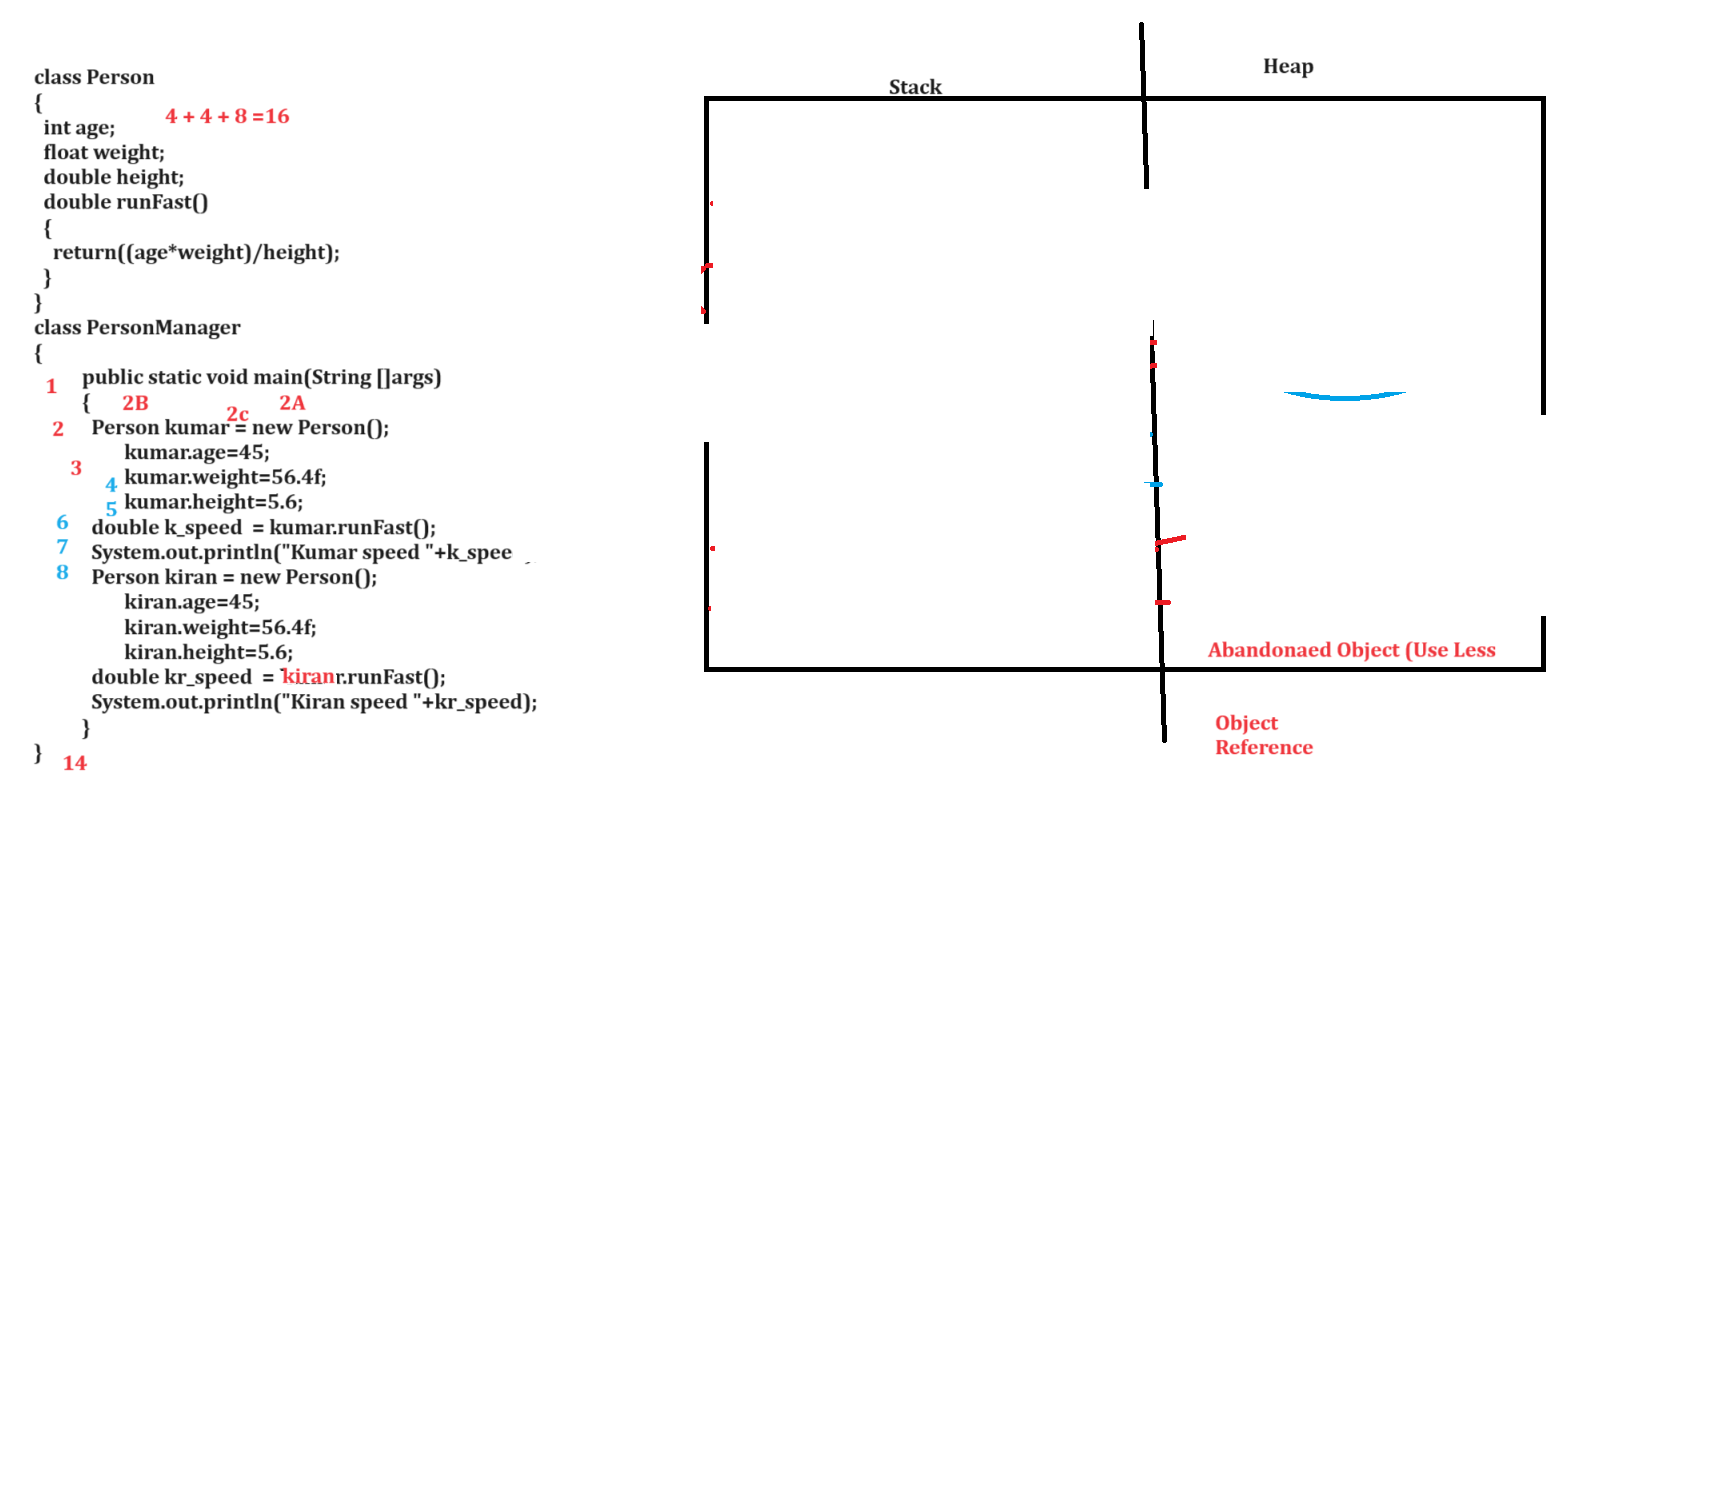 class Person
{
4 + 4 + 8 =16
int age;
float weight;
double height;
double runFast()
{
return((age*weight)/height);
}
}
class PersonManager
{
1 public static void main(String []args)
{ 2B 2c 2A
2 Person kumar = new Person();
kumar.age=45;
3
4 kumar.weight=56.4f;
5 kumar.height=5.6;
6 double k_speed = kumar.runFast();
7 System.out.println("Kumar speed "+k_spee
8 Person kiran = new Person();
kiran.age=45;
kiran.weight=56.4f;
kiran.height=5.6;
double kr_speed = kiranr.runFast();
System.out.println("Kiran speed "+kr_speed);
}
}
14
Stack
Heap
Abandonaed Object (Use Less
Object
Reference